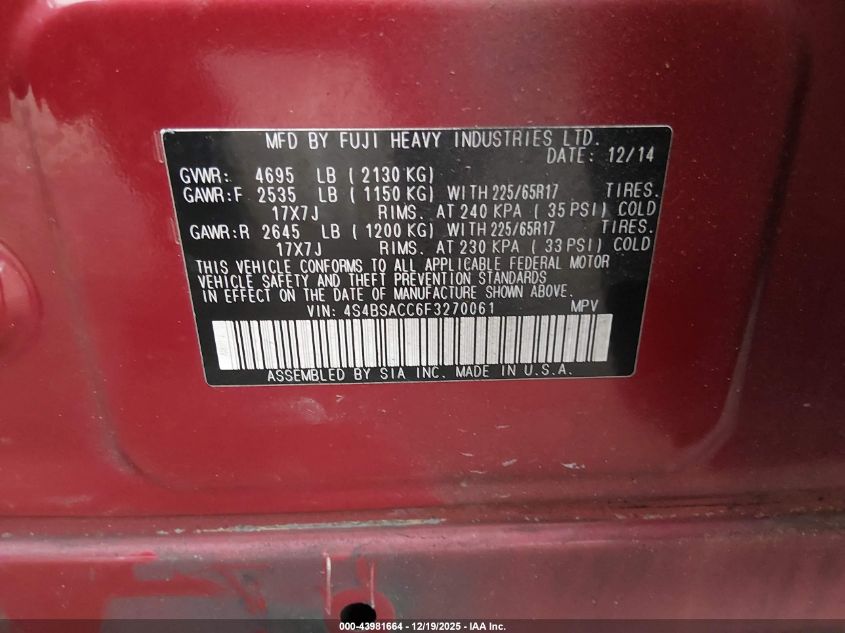 MFD BY FUJI HEAVY INDUSTRIES LTD.
DATE: 12/14
GVWR: 4695 LB ( 2130 KG)
GAWR:F 2535 LB ( 1150 KG) WITH 225/65R17 TIRES.
17X7J RIMS. AT 240 KPA ( 35 PSI) COLD
GAWR:R 2645 LB ( 1200 KG) WITH 225/65R17 TIRES.
17X7J RIMS. AT 230 KPA ( 33 PSI) COLD
THIS VEHICLE CONFORMS TO ALL APPLICABLE FEDERAL MOTOR
VEHICLE SAFETY AND THEFT PREVENTION STANDARDS
IN EFFECT ON THE DATE OF MANUFACTURE SHOWN ABOVE.
VIN: 4S4BSACC6F3270061 MPV
ASSEMBLED BY SIA INC. MADE IN U.S.A.
000-43981664 - 12/19/2025 - IAA Inc.